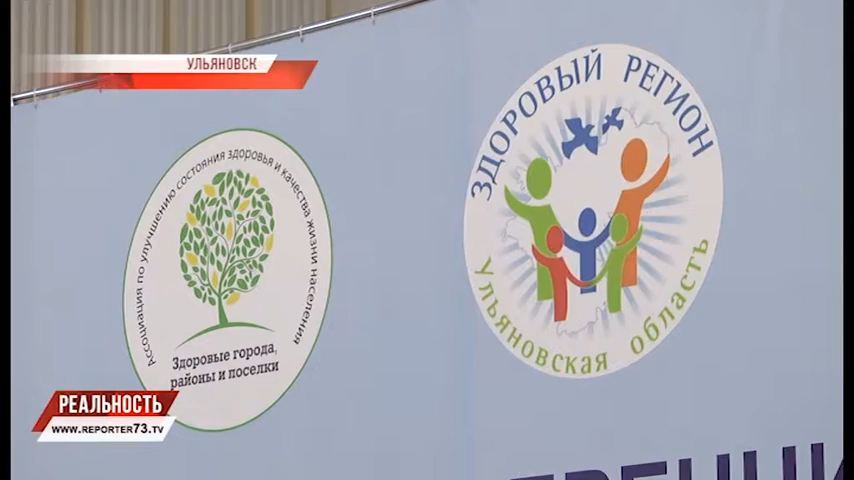 УЛЬЯНОВСК
ЗДОРОВЫЙ РЕГИОН
Ульяновская область
Ассоциация по улучшению состояния здоровья и качества жизни населения
Здоровые города,
районы и поселки
РЕАЛЬНОСТЬ
WWW.REPORTER73.TV